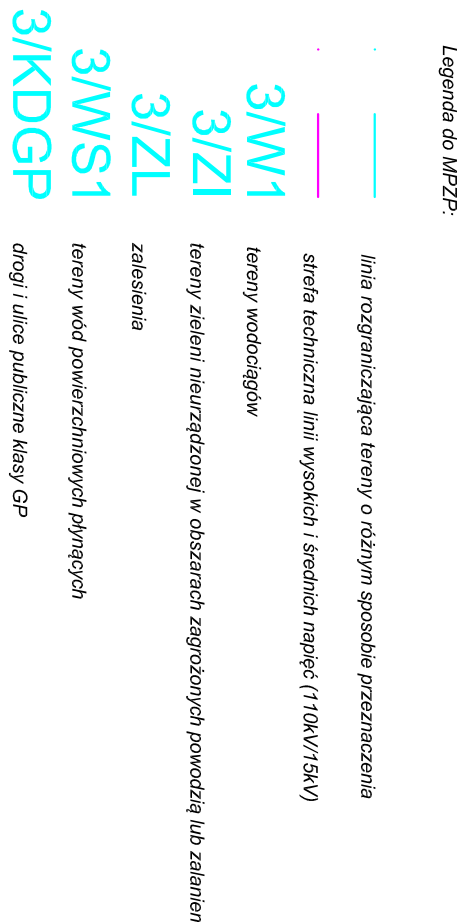 Legenda do MPZP:
linia rozgraniczająca tereny o różnym sposobie przeznaczenia
strefa techniczna linii wysokich i średnich napięć (110kV/15kV)
3/W1 tereny wodociągów
3/ZI tereny zieleni nieurządzonej w obszarach zagrożonych powodzią lub zalanien
3/ZL zalesienia
3/WS1 tereny wód powierzchniowych płynących
3/KDGP drogi i ulice publiczne klasy GP